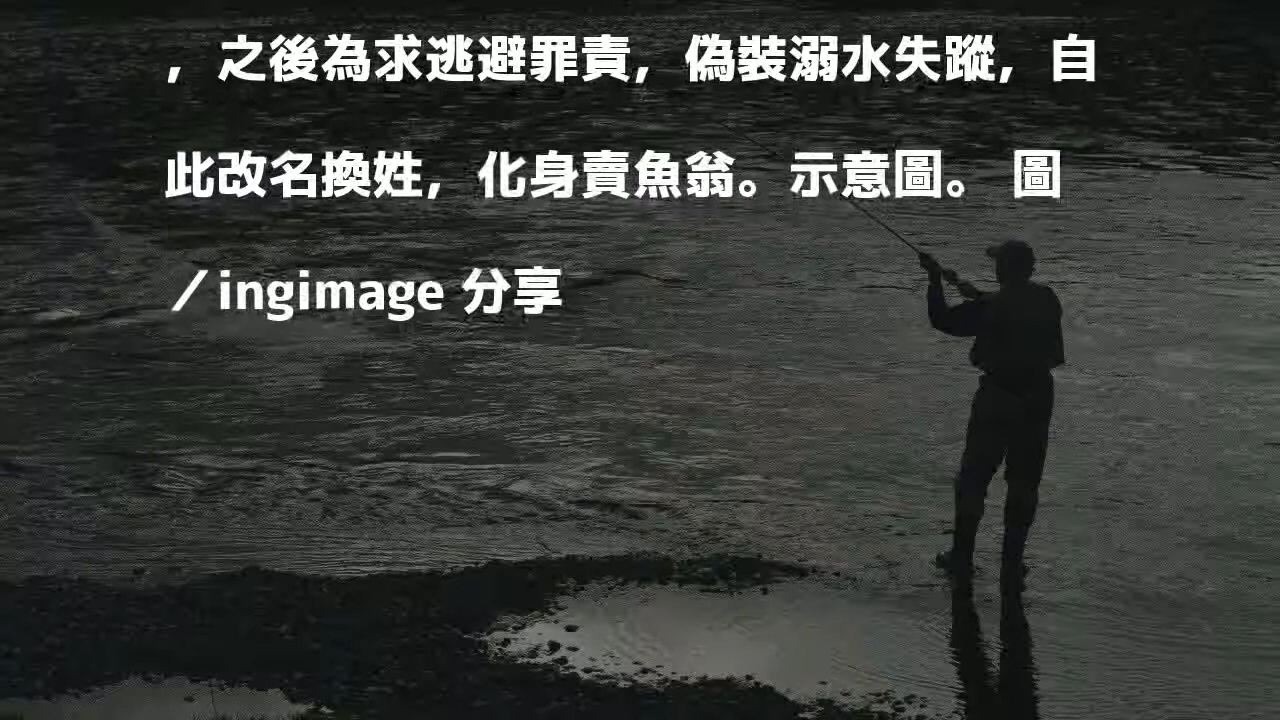 ，之後為求逃避罪責，偽裝溺水失蹤，自
此改名換姓，化身賣魚翁。示意圖。 圖
／ingimage 分享